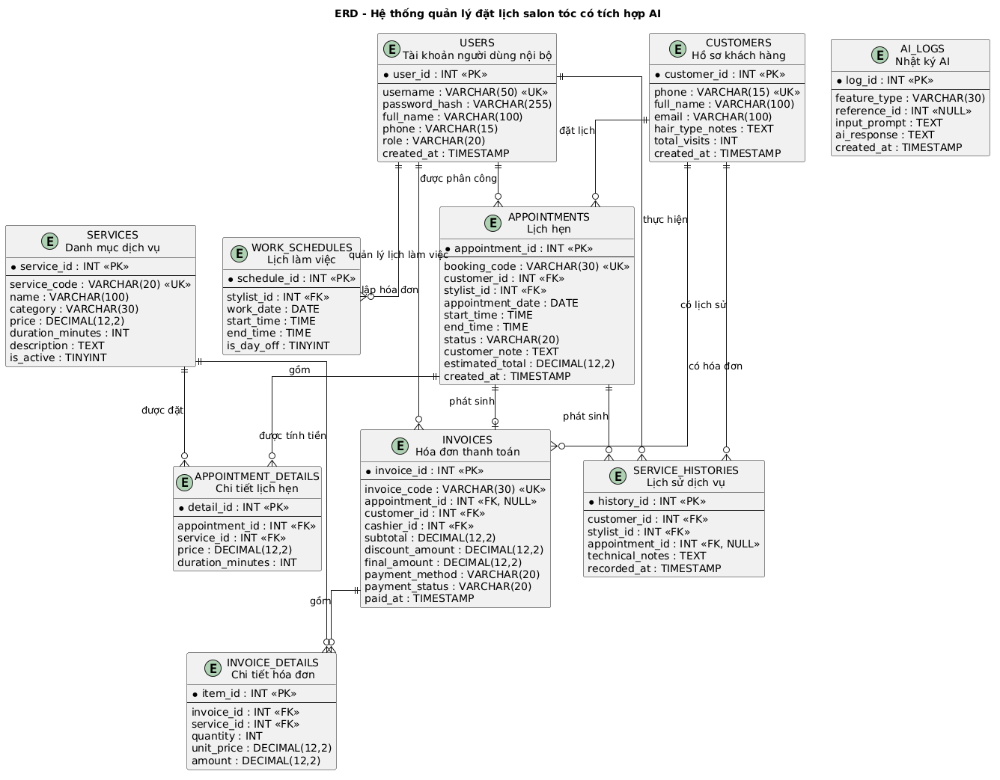 ERD - Hệ thống quản lý đặt lịch salon tóc có tích hợp AI
E
USERS
Tài khoản người dùng nội bộ
user_id : INT «PK»
username : VARCHAR(50) «UK»
password_hash : VARCHAR(255)
full_name : VARCHAR(100)
phone : VARCHAR(15)
role : VARCHAR(20)
created_at : TIMESTAMP
E
CUSTOMERS
Hồ sơ khách hàng
customer_id : INT «PK»
phone : VARCHAR(15) «UK»
full_name : VARCHAR(100)
email : VARCHAR(100)
hair_type_notes : TEXT
total_visits : INT
created_at : TIMESTAMP
E
AI_LOGS
Nhật ký AI
log_id : INT «PK»
feature_type : VARCHAR(30)
reference_id : INT «NULL»
input_prompt : TEXT
ai_response : TEXT
created_at : TIMESTAMP
đặt lịch
được phân công
thực hiện
E
SERVICES
Danh mục dịch vụ
service_id : INT «PK»
service_code : VARCHAR(20) «UK»
name : VARCHAR(100)
category : VARCHAR(30)
price : DECIMAL(12,2)
duration_minutes : INT
description : TEXT
is_active : TINYINT
E
WORK_SCHEDULES
Lịch làm việc
schedule_id : INT «PK»
stylist_id : INT «FK»
work_date : DATE
start_time : TIME
end_time : TIME
is_day_off : TINYINT
quản lý lịch làm việc
lập hóa đơn
E
APPOINTMENTS
Lịch hẹn
appointment_id : INT «PK»
booking_code : VARCHAR(30) «UK»
customer_id : INT «FK»
stylist_id : INT «FK»
appointment_date : DATE
start_time : TIME
end_time : TIME
status : VARCHAR(20)
customer_note : TEXT
estimated_total : DECIMAL(12,2)
created_at : TIMESTAMP
có lịch sử
có hóa đơn
gồm
phát sinh
phát sinh
được đặt
được tính tiền
E
APPOINTMENT_DETAILS
Chi tiết lịch hẹn
detail_id : INT «PK»
appointment_id : INT «FK»
service_id : INT «FK»
price : DECIMAL(12,2)
duration_minutes : INT
E
INVOICES
Hóa đơn thanh toán
invoice_id : INT «PK»
invoice_code : VARCHAR(30) «UK»
appointment_id : INT «FK, NULL»
customer_id : INT «FK»
cashier_id : INT «FK»
subtotal : DECIMAL(12,2)
discount_amount : DECIMAL(12,2)
final_amount : DECIMAL(12,2)
payment_method : VARCHAR(20)
payment_status : VARCHAR(20)
paid_at : TIMESTAMP
E
SERVICE_HISTORIES
Lịch sử dịch vụ
history_id : INT «PK»
customer_id : INT «FK»
stylist_id : INT «FK»
appointment_id : INT «FK, NULL»
technical_notes : TEXT
recorded_at : TIMESTAMP
gồm
E
INVOICE_DETAILS
Chi tiết hóa đơn
item_id : INT «PK»
invoice_id : INT «FK»
service_id : INT «FK»
quantity : INT
unit_price : DECIMAL(12,2)
amount : DECIMAL(12,2)